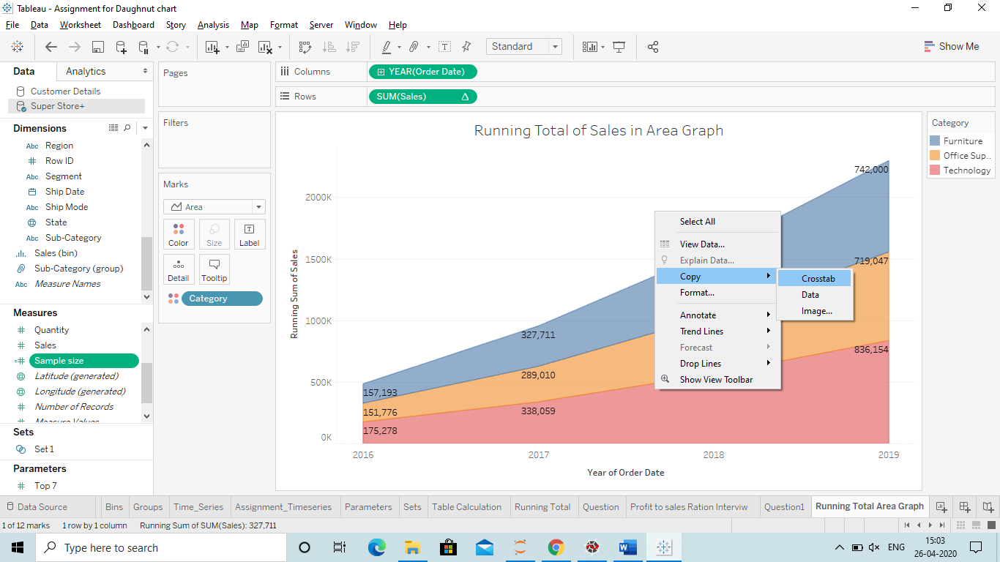 Tableau - Assignment for Daughnut chart
File Data Worksheet Dashboard Story Analysis Map Format Server Window Help
Standard
Show Me
Data Analytics
Customer Details
Super Store+
Dimensions
Abc Region
Row ID
Abc Segment
Ship Date
Abc Ship Mode
State
Abc Sub-Category
Sales (bin)
Sub-Category (group)
Abc Measure Names
Measures
Quantity
Sales
Sample size
Latitude (generated)
Longitude (generated)
Number of Records
Measure Values
Sets
Set 1
Parameters
Top 7
Pages
Filters
Marks
Area
Color Size Label
Detail Tooltip
Category
Columns YEAR(Order Date)
Rows SUM(Sales) Δ
Running Total of Sales in Area Graph
Running Sum of Sales
2000K
1500K
1000K
500K
0K
742,000
719,047
836,154
327,711
289,010
338,059
157,193
151,776
175,278
2016 2017 2018 2019
Year of Order Date
Select All
View Data...
Explain Data...
Copy
Format...
Annotate
Trend Lines
Forecast
Drop Lines
Show View Toolbar
Crosstab
Data
Image...
Category
Furniture
Office Sup..
Technology
Data Source Bins Groups Time_Series Assignment_Timeseries Parameters Sets Table Calculation Running Total Question Profit to sales Ration Interviw Question1 Running Total Area Graph
1 of 12 marks 1 row by 1 column Running Sum of SUM(Sales): 327,711
Type here to search
ENG
15:03
26-04-2020